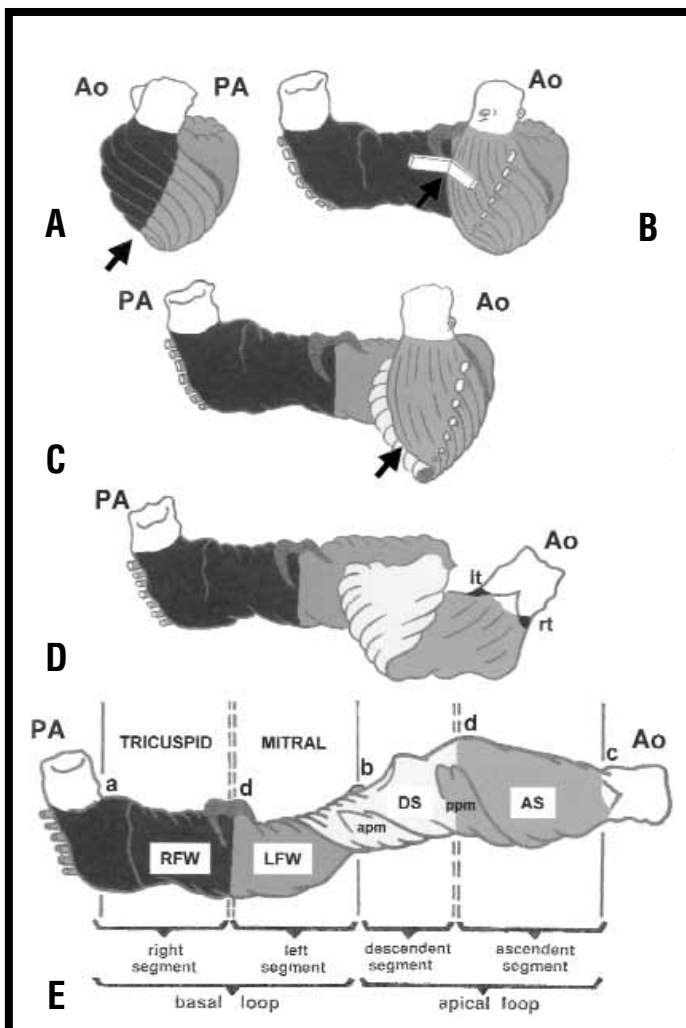 Ao PA Ao
A B
PA Ao
C
PA Ao
lt
rt
D
PA TRICUSPID MITRAL d Ao
a d b c
DS ppm AS
RFW LFW apm
right left descendent ascendent
segment segment segment segment
E basal loop apical loop